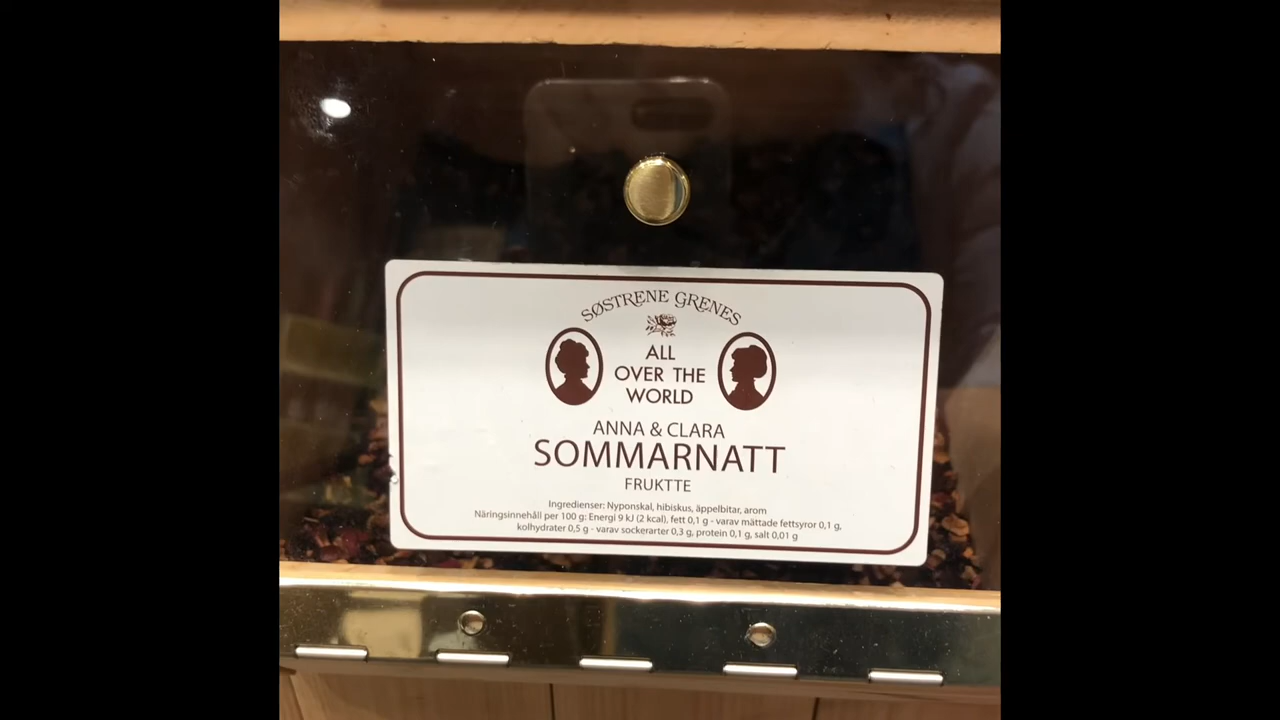 SØSTRENE GRENES
ALL
OVER THE
WORLD
ANNA & CLARA
SOMMARNATT
FRUKTTE
Ingredienser: Nyponskal, hibiskus, äppelbitar, arom
Näringsinnehåll per 100 g: Energi 9 kJ (2 kcal), fett 0,1 g - varav mättade fettsyror 0,1 g,
kolhydrater 0,5 g - varav sockerarter 0,3 g, protein 0,1 g, salt 0,01 g